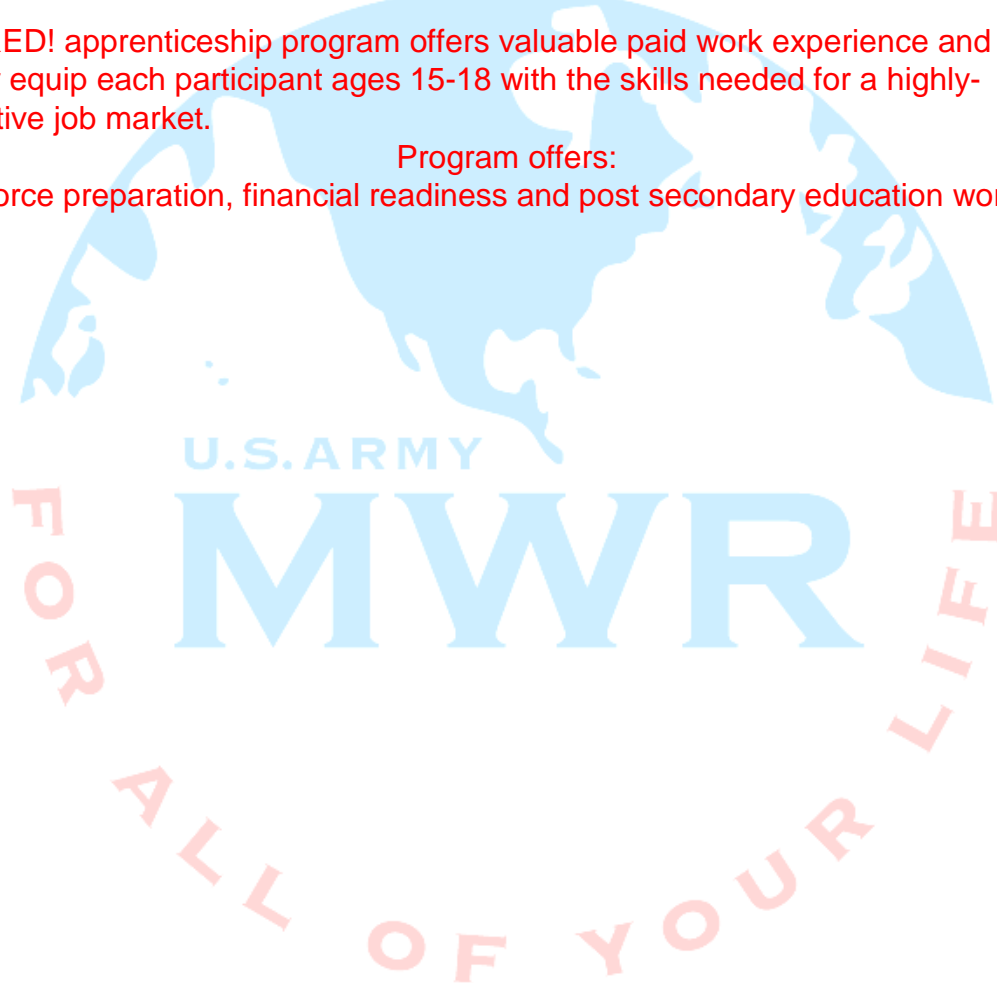 RED! apprenticeship program offers valuable paid work experience and
equip each participant ages 15-18 with the skills needed for a highly-
tive job market.
Program offers:
orce preparation, financial readiness and post secondary education wor
U.S. ARMY
MWR
FOR ALL OF YOUR LIFE